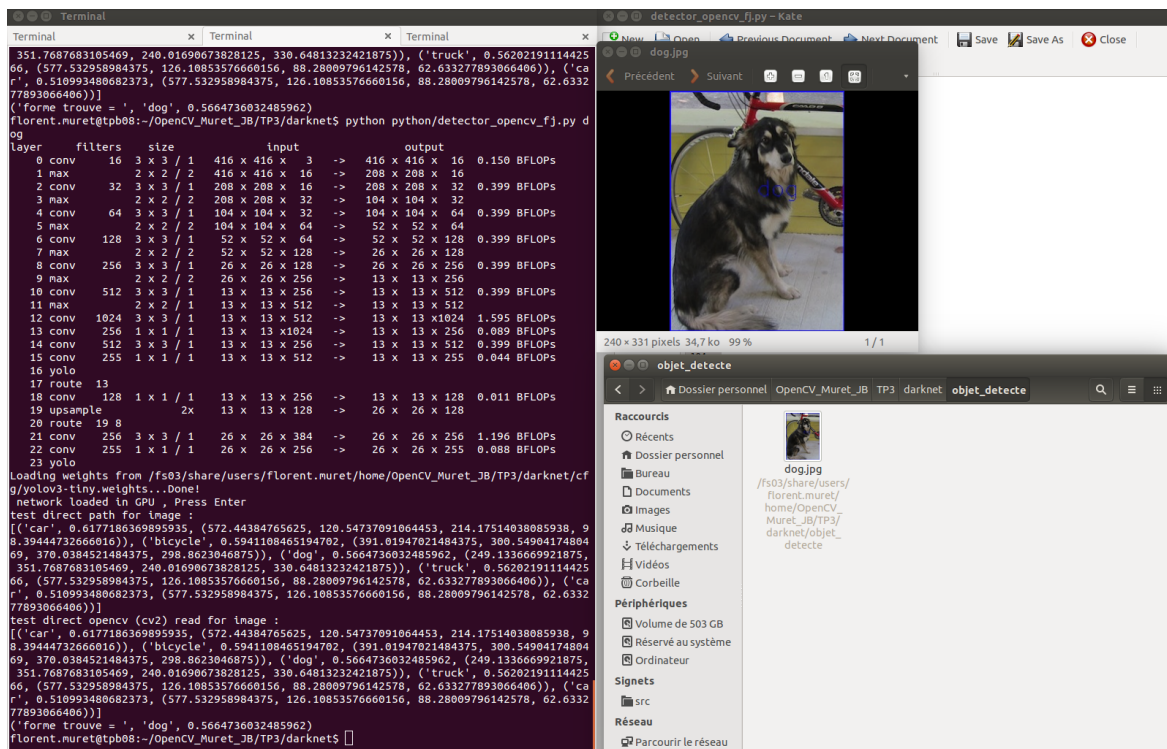 Terminal
Terminal × Terminal × Terminal ×
351.7687683105469, 240.01690673828125, 330.64813232421875)), ('truck', 0.56202191114425
66, (577.532958984375, 126.10853576660156, 88.28009796142578, 62.633277893066406)), ('ca
r', 0.510993480682373, (577.532958984375, 126.10853576660156, 88.28009796142578, 62.6332
77893066406))]
('forme trouve = ', 'dog', 0.5664736032485962)
florent.muret@tpb08:~/OpenCV_Muret_JB/TP3/darknet$ python python/detector_opencv_fj.py d
og
layer filters size input output
0 conv 16 3 x 3 / 1 416 x 416 x 3 -> 416 x 416 x 16 0.150 BFLOPs
1 max 2 x 2 / 2 416 x 416 x 16 -> 208 x 208 x 16
2 conv 32 3 x 3 / 1 208 x 208 x 16 -> 208 x 208 x 32 0.399 BFLOPs
3 max 2 x 2 / 2 208 x 208 x 32 -> 104 x 104 x 32
4 conv 64 3 x 3 / 1 104 x 104 x 32 -> 104 x 104 x 64 0.399 BFLOPs
5 max 2 x 2 / 2 104 x 104 x 64 -> 52 x 52 x 64
6 conv 128 3 x 3 / 1 52 x 52 x 64 -> 52 x 52 x 128 0.399 BFLOPs
7 max 2 x 2 / 2 52 x 52 x 128 -> 26 x 26 x 128
8 conv 256 3 x 3 / 1 26 x 26 x 128 -> 26 x 26 x 256 0.399 BFLOPs
9 max 2 x 2 / 2 26 x 26 x 256 -> 13 x 13 x 256
10 conv 512 3 x 3 / 1 13 x 13 x 256 -> 13 x 13 x 512 0.399 BFLOPs
11 max 2 x 2 / 1 13 x 13 x 512 -> 13 x 13 x 512
12 conv 1024 3 x 3 / 1 13 x 13 x 512 -> 13 x 13 x1024 1.595 BFLOPs
13 conv 256 1 x 1 / 1 13 x 13 x1024 -> 13 x 13 x 256 0.089 BFLOPs
14 conv 512 3 x 3 / 1 13 x 13 x 256 -> 13 x 13 x 512 0.399 BFLOPs
15 conv 255 1 x 1 / 1 13 x 13 x 512 -> 13 x 13 x 255 0.044 BFLOPs
16 yolo
17 route 13
18 conv 128 1 x 1 / 1 13 x 13 x 256 -> 13 x 13 x 128 0.011 BFLOPs
19 upsample 2x 13 x 13 x 128 -> 26 x 26 x 128
20 route 19 8
21 conv 256 3 x 3 / 1 26 x 26 x 384 -> 26 x 26 x 256 1.196 BFLOPs
22 conv 255 1 x 1 / 1 26 x 26 x 256 -> 26 x 26 x 255 0.088 BFLOPs
23 yolo
Loading weights from /fs03/share/users/florent.muret/home/OpenCV_Muret_JB/TP3/darknet/cf
g/yolov3-tiny.weights...Done!
network loaded in GPU , Press Enter
test direct path for image :
[('car', 0.6177186369895935, (572.44384765625, 120.54737091064453, 214.17514038085938, 9
8.39444732666016)), ('bicycle', 0.5941108465194702, (391.01947021484375, 300.54904174804
69, 370.0384521484375, 298.8623046875)), ('dog', 0.5664736032485962, (249.1336669921875,
351.7687683105469, 240.01690673828125, 330.64813232421875)), ('truck', 0.56202191114425
66, (577.532958984375, 126.10853576660156, 88.28009796142578, 62.633277893066406)), ('ca
r', 0.510993480682373, (577.532958984375, 126.10853576660156, 88.28009796142578, 62.6332
77893066406))]
test direct opencv (cv2) read for image :
[('car', 0.6177186369895935, (572.44384765625, 120.54737091064453, 214.17514038085938, 9
8.39444732666016)), ('bicycle', 0.5941108465194702, (391.01947021484375, 300.54904174804
69, 370.0384521484375, 298.8623046875)), ('dog', 0.5664736032485962, (249.1336669921875,
351.7687683105469, 240.01690673828125, 330.64813232421875)), ('truck', 0.56202191114425
66, (577.532958984375, 126.10853576660156, 88.28009796142578, 62.633277893066406)), ('ca
r', 0.510993480682373, (577.532958984375, 126.10853576660156, 88.28009796142578, 62.6332
77893066406))]
('forme trouve = ', 'dog', 0.5664736032485962)
florent.muret@tpb08:~/OpenCV_Muret_JB/TP3/darknet$
detector_opencv_fj.py – Kate
New Open Previous Document Next Document Save Save As Close
dog.jpg
Précédent Suivant
dog
240 × 331 pixels 34,7 ko 99 % 1 / 1
objet_detecte
Dossier personnel OpenCV_Muret_JB TP3 darknet objet_detecte
Raccourcis
Récents
Dossier personnel
Bureau
Documents
Images
Musique
Téléchargements
Vidéos
Corbeille
Périphériques
Volume de 503 GB
Réservé au système
Ordinateur
Signets
src
Réseau
Parcourir le réseau
dog.jpg
/fs03/share/users/
florent.muret/
home/OpenCV_
Muret_JB/TP3/
darknet/objet_
detecte